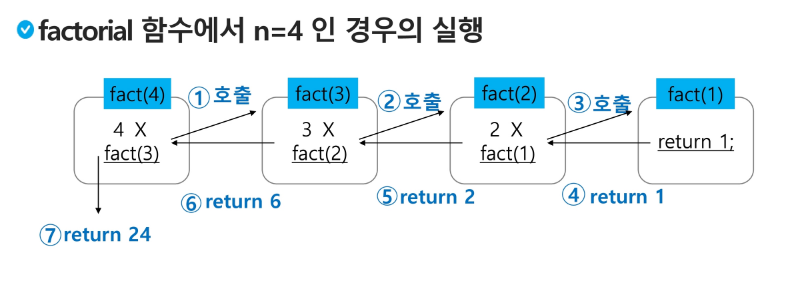 factorial 함수에서 n=4 인 경우의 실행
fact(4)
① 호출
fact(3)
② 호출
fact(2)
③ 호출
fact(1)
4 X
fact(3)
3 X
fact(2)
2 X
fact(1)
return 1;
⑥ return 6
⑤ return 2
④ return 1
⑦ return 24